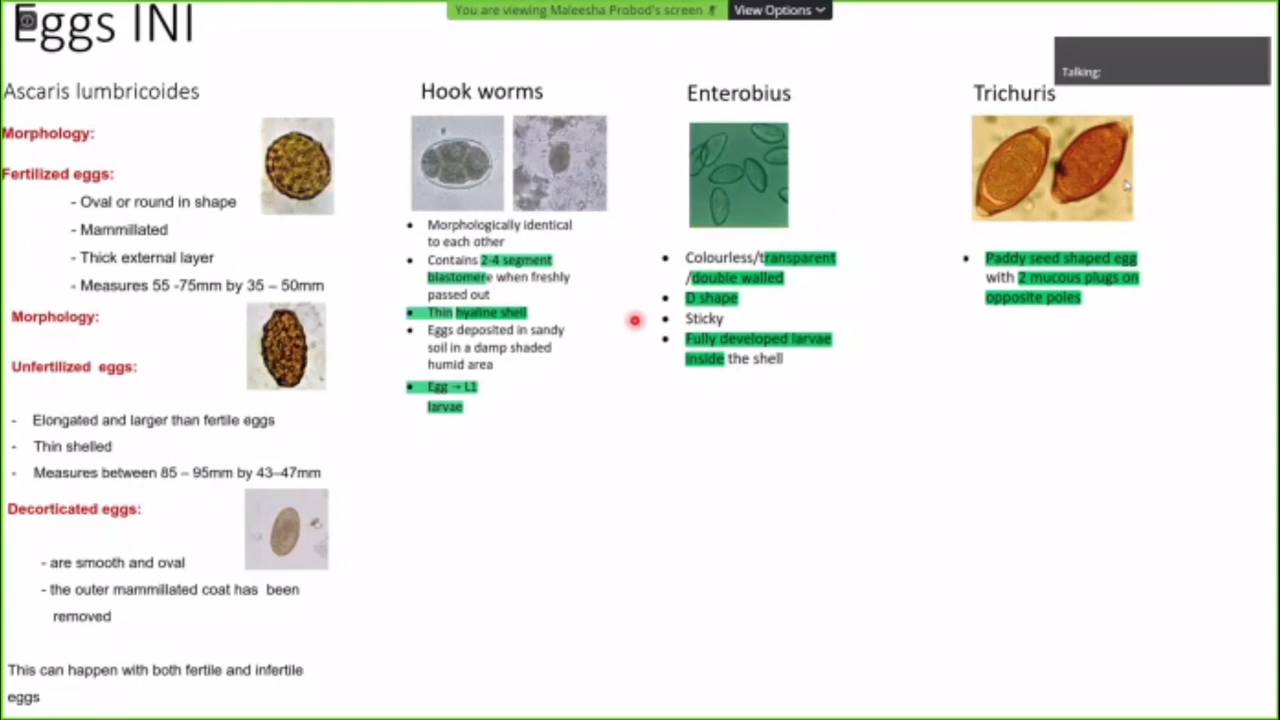 You are viewing Maleesha Probod's screen
View Options
Eggs INI
Talking:
Ascaris lumbricoides
Morphology:
Fertilized eggs:
- Oval or round in shape
- Mammillated
- Thick external layer
- Measures 55 -75mm by 35 – 50mm
Morphology:
Unfertilized eggs:
- Elongated and larger than fertile eggs
- Thin shelled
- Measures between 85 – 95mm by 43–47mm
Decorticated eggs:
- are smooth and oval
- the outer mammillated coat has been
removed
This can happen with both fertile and infertile
eggs
Hook worms
• Morphologically identical
to each other
• Contains 2-4 segment
blastomere when freshly
passed out
• Thin hyaline shell
• Eggs deposited in sandy
soil in a damp shaded
humid area
• Egg → L1
larvae
Enterobius
• Colourless/transparent
/double walled
• D shape
• Sticky
• Fully developed larvae
inside the shell
Trichuris
• Paddy seed shaped egg
with 2 mucous plugs on
opposite poles